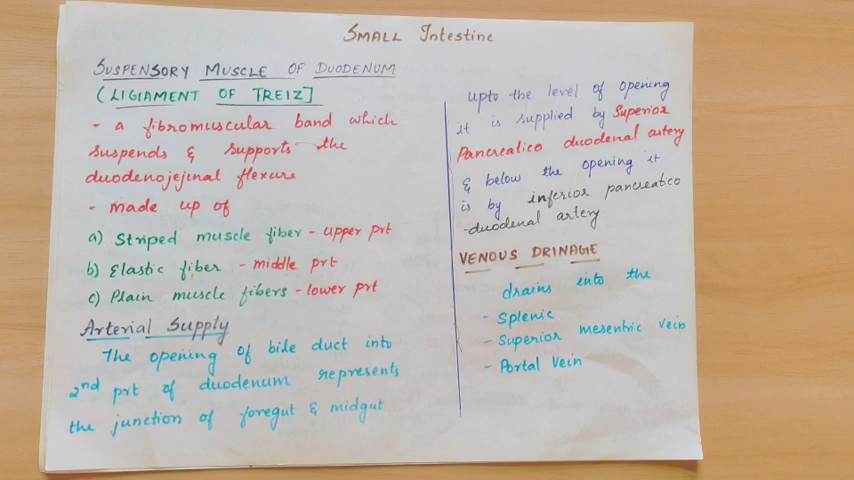 SMALL Intestine
SUSPENSORY MUSCLE OF DUODENUM
(LIGIAMENT OF TREIZ]
- a fibromuscular band which
suspends & supports the
duodenojejinal flexure
- made up of
a) Striped muscle fiber - upper prt
b) Elastic fiber - middle prt
c) Plain muscle fibers - lower prt
Arterial Supply
The opening of bile duct into
2nd prt of duodenum represents
the junction of foregut & midgut
upto the level of opening
it is supplied by Superior
Pancreatico duodenal artery
& below the opening it
is by inferior pancreatico
-duodenal artery
VENOUS DRINAGE
drains into the
- Splenic
- Superior mesentric vein
- Portal vein